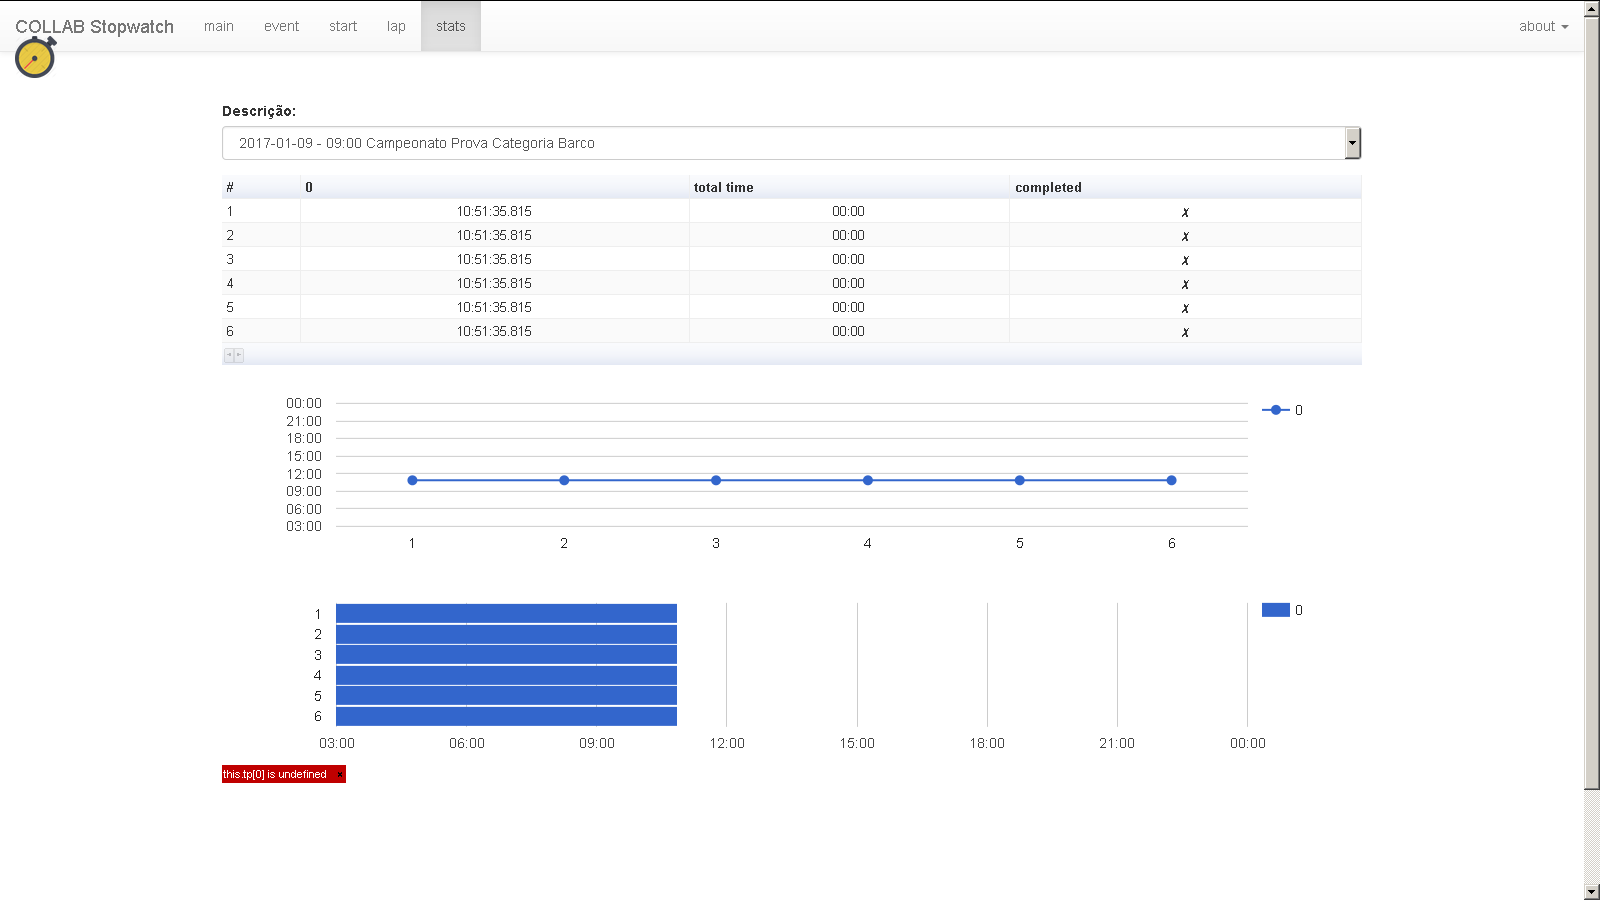 COLLAB Stopwatch main event start lap stats about
Descrição:
2017-01-09 - 09:00 Campeonato Prova Categoria Barco
# 0 total time completed
1 10:51:35.815 00:00 ✗
2 10:51:35.815 00:00 ✗
3 10:51:35.815 00:00 ✗
4 10:51:35.815 00:00 ✗
5 10:51:35.815 00:00 ✗
6 10:51:35.815 00:00 ✗
00:00
21:00
18:00
15:00
12:00
09:00
06:00
03:00
1 2 3 4 5 6
0
1
2
3
4
5
6
03:00 06:00 09:00 12:00 15:00 18:00 21:00 00:00
0
this.tp[0] is undefined ×